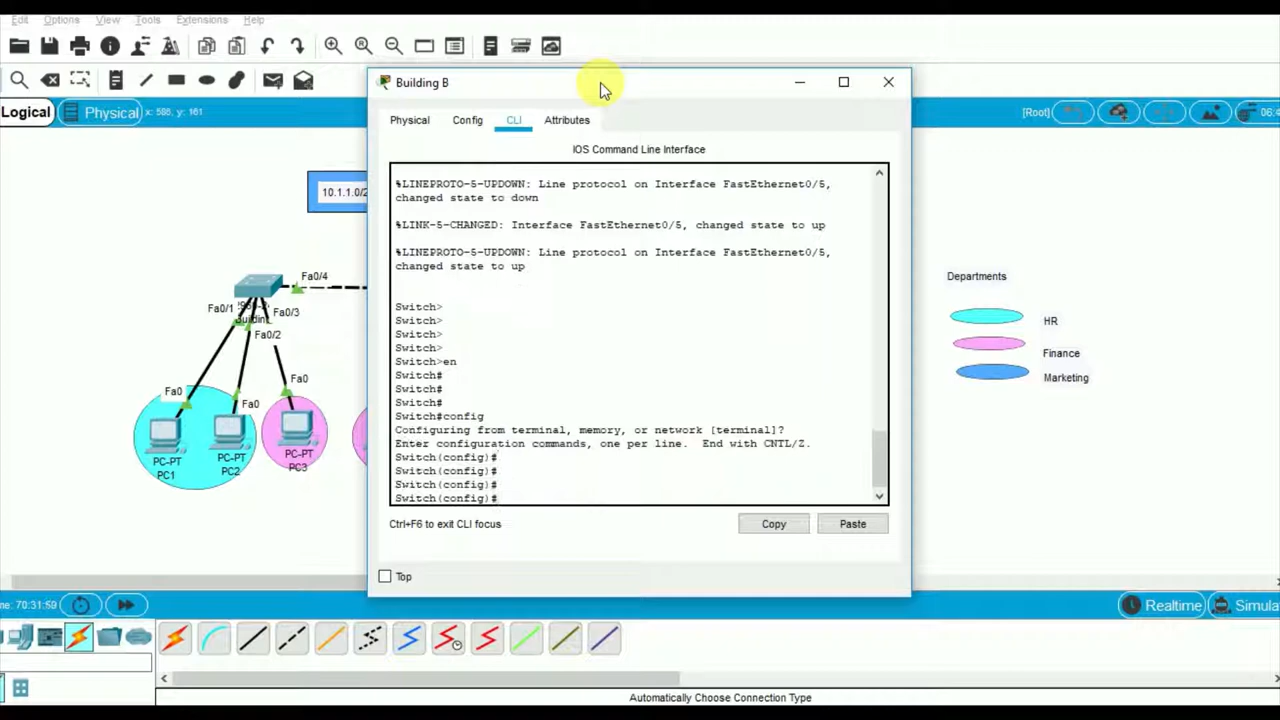 Edit Options View Tools Extensions Help
Building B
Logical Physical x: 586, y: 161 [Root]
Physical Config CLI Attributes
IOS Command Line Interface
%LINEPROTO-5-UPDOWN: Line protocol on Interface FastEthernet0/5,
changed state to down
%LINK-5-CHANGED: Interface FastEthernet0/5, changed state to up
%LINEPROTO-5-UPDOWN: Line protocol on Interface FastEthernet0/5,
changed state to up
Switch>
Switch>
Switch>
Switch>
Switch>en
Switch#
Switch#
Switch#
Switch#config
Configuring from terminal, memory, or network [terminal]?
Enter configuration commands, one per line. End with CNTL/Z.
Switch(config)#
Switch(config)#
Switch(config)#
Switch(config)#
Ctrl+F6 to exit CLI focus
Copy
Paste
Top
10.1.1.0/2
Fa0/4
Fa0/1
Fa0/3
Fa0/2
Fa0
Fa0
Fa0
PC-PT
PC1
PC-PT
PC2
PC-PT
PC3
Departments
HR
Finance
Marketing
me: 70:31:59
Realtime
Simula
Automatically Choose Connection Type